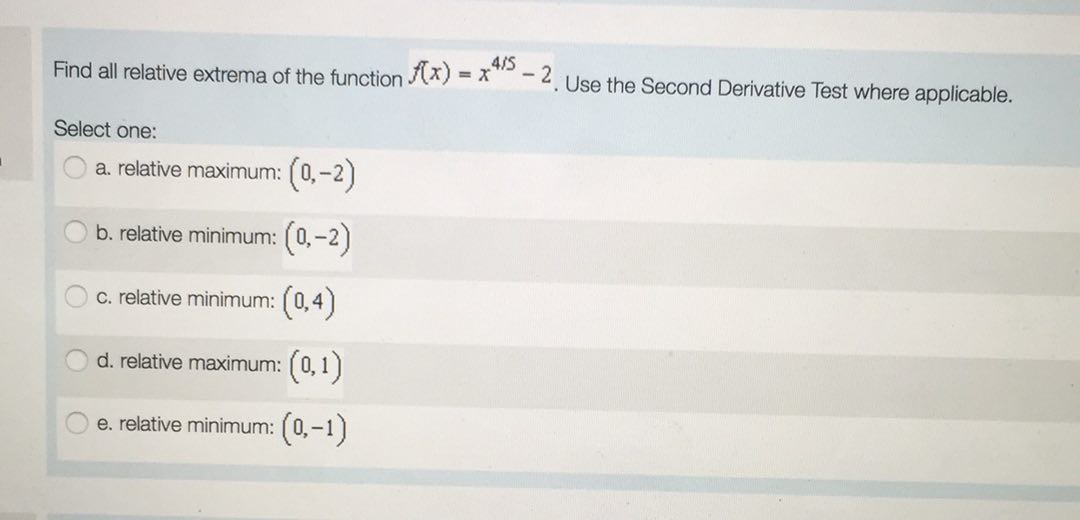 Find all relative extrema of the function f(x) = x^4/5 − 2. Use the Second Derivative Test where applicable.
Select one:
a. relative maximum: (0,−2)
b. relative minimum: (0,−2)
c. relative minimum: (0,4)
d. relative maximum: (0,1)
e. relative minimum: (0,−1)